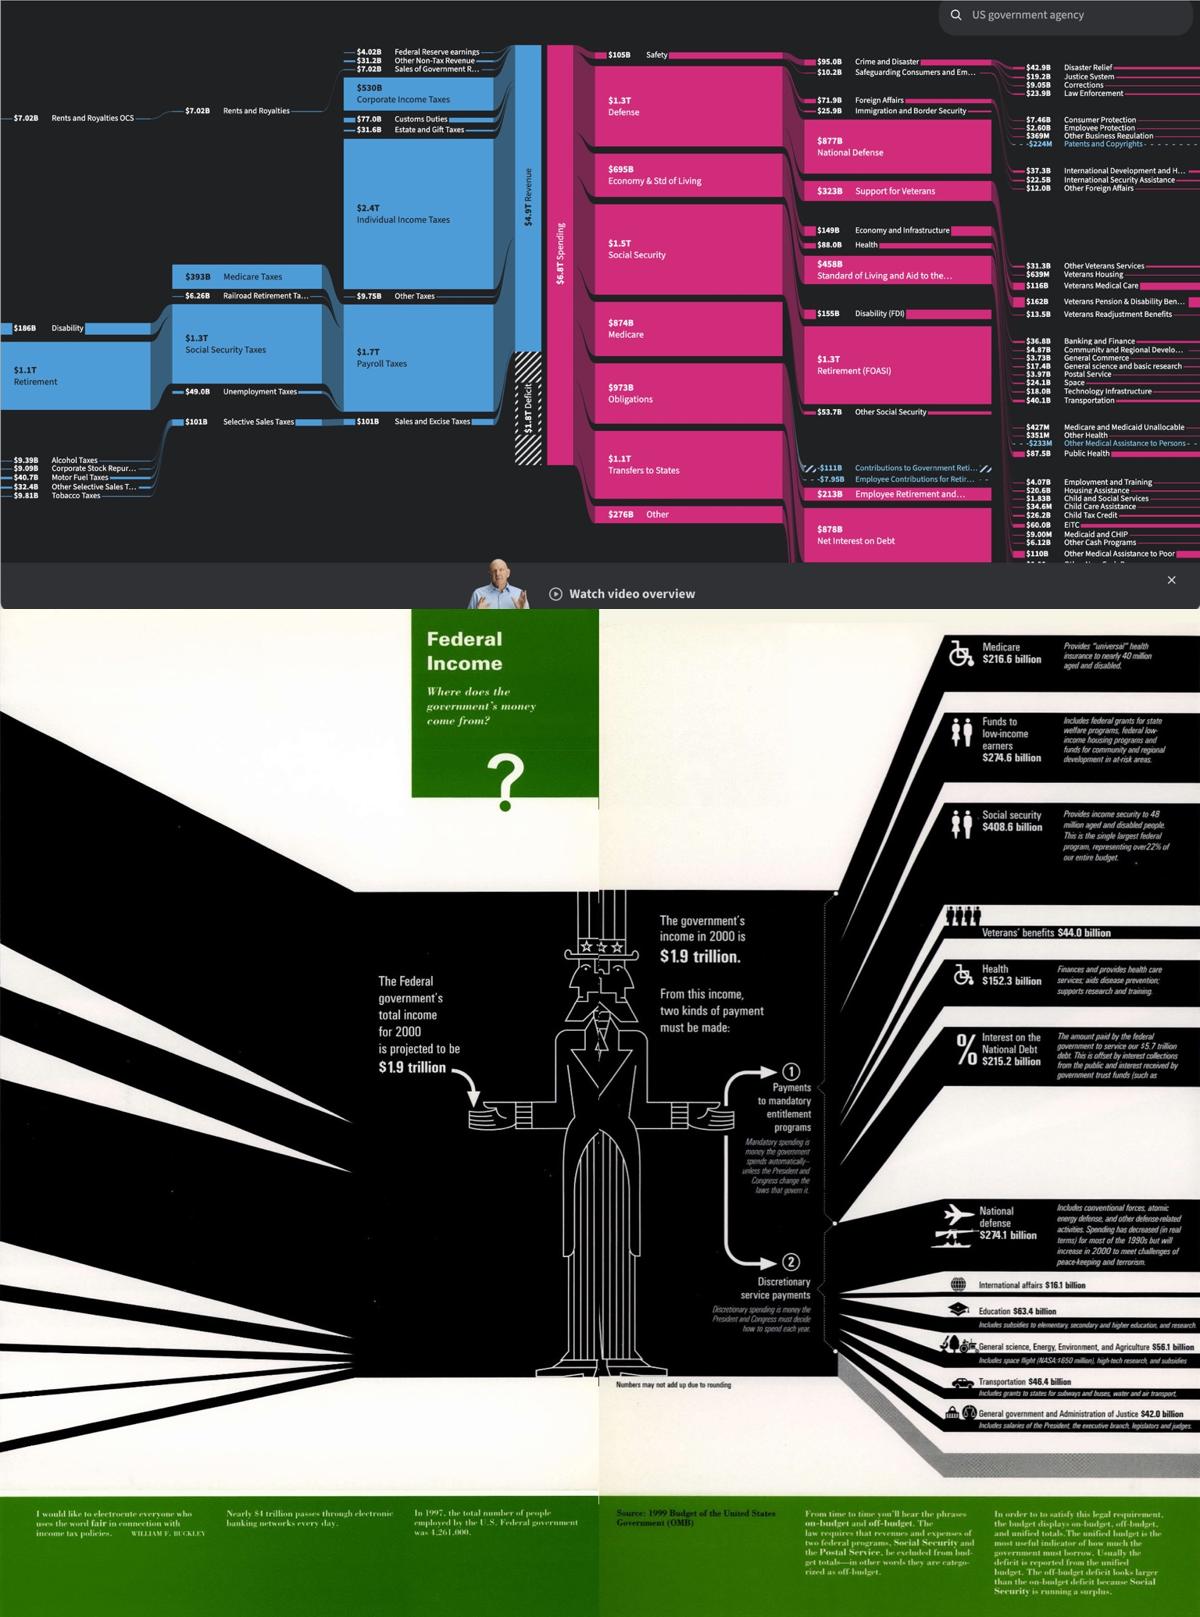 US government agency
$4.02B Federal Reserve earnings
$31.2B Other Non-Tax Revenue
$7.02B Sales of Government R...
$530B
Corporate Income Taxes
$77.0B Customs Duties
$31.6B Estate and Gift Taxes
$7.02B Rents and Royalties OCS
$7.02B Rents and Royalties
$2.4T
Individual Income Taxes
$393B Medicare Taxes
$6.26B Railroad Retirement Ta...
$9.75B Other Taxes
$186B Disability
$1.1T
Retirement
$1.3T
Social Security Taxes
$1.7T
Payroll Taxes
$49.0B Unemployment Taxes
$101B Selective Sales Taxes
$101B Sales and Excise Taxes
$9.39B Alcohol Taxes
$9.09B Corporate Stock Repur...
$40.7B Motor Fuel Taxes
$32.4B Other Selective Sales T...
$9.81B Tobacco Taxes
$4.9T Revenue
$1.8T Deficit
$6.8T Spending
$105B Safety
$1.3T
Defense
$695B
Economy & Std of Living
$1.5T
Social Security
$874B
Medicare
$973B
Obligations
$1.1T
Transfers to States
$276B Other
$95.0B Crime and Disaster
$10.2B Safeguarding Consumers and Em...
$71.9B Foreign Affairs
$25.9B Immigration and Border Security
$877B
National Defense
$323B Support for Veterans
$149B Economy and Infrastructure
$88.0B Health
$458B
Standard of Living and Aid to the...
$155B Disability (FDI)
$1.3T
Retirement (FOASI)
$53.7B Other Social Security
-$111B Contributions to Government Reti...
-$7.95B Employee Contributions for Retir...
$213B Employee Retirement and...
$878B
Net Interest on Debt
$42.9B Disaster Relief
$19.2B Justice System
$9.05B Corrections
$23.9B Law Enforcement
$7.46B Consumer Protection
$2.60B Employee Protection
$369M Other Business Regulation
-$224M Patents and Copyrights
$37.3B International Development and H...
$22.5B International Security Assistance
$12.0B Other Foreign Affairs
$31.3B Other Veterans Services
$639M Veterans Housing
$116B Veterans Medical Care
$162B Veterans Pension & Disability Ben...
$13.5B Veterans Readjustment Benefits
$36.8B Banking and Finance
$4.87B Community and Regional Develo...
$3.73B General Commerce
$17.4B General science and basic research
$3.97B Postal Service
$24.1B Space
$18.0B Technology Infrastructure
$40.1B Transportation
$427M Medicare and Medicaid Unallocable
$351M Other Health
-$233M Other Medical Assistance to Persons
$87.5B Public Health
$4.07B Employment and Training
$20.6B Housing Assistance
$1.83B Child and Social Services
$34.6M Child Care Assistance
$26.2B Child Tax Credit
$60.0B EITC
$9.00M Medicaid and CHIP
$6.12B Other Cash Programs
$110B Other Medical Assistance to Poor
Watch video overview
Federal
Income
Where does the
government's money
come from?
?
The Federal
government's
total income
for 2000
is projected to be
$1.9 trillion
The government's
income in 2000 is
$1.9 trillion.
From this income,
two kinds of payment
must be made:
1
Payments
to mandatory
entitlement
programs
Mandatory spending is
money the government
spends automatically–
unless the President and
Congress change the
laws that govern it.
2
Discretionary
service payments
Discretionary spending is money the
President and Congress must decide
how to spend each year.
Numbers may not add up due to rounding
Medicare
$216.6 billion
Provides "universal" health
insurance to nearly 40 million
aged and disabled.
Funds to
low-income
earners
$274.6 billion
Includes federal grants for state
welfare programs, federal low-
income housing programs and
funds for community and regional
development in at-risk areas.
Social security
$408.6 billion
Provides income security to 48
million aged and disabled people.
This is the single largest federal
program, representing over22% of
our entire budget.
Veterans' benefits $44.0 billion
Health
$152.3 billion
Finances and provides health care
services; aids disease prevention;
supports research and training.
%
Interest on the
National Debt
$215.2 billion
The amount paid by the federal
government to service our $5.7 trillion
debt. This is offset by interest collections
from the public and interest received by
government trust funds (such as
National
defense
$274.1 billion
Includes conventional forces, atomic
energy defense, and other defense-related
activities. Spending has decreased (in real
terms) for most of the 1990s but will
increase in 2000 to meet challenges of
peace-keeping and terrorism.
International affairs $16.1 billion
Education $63.4 billion
Includes subsidies to elementary, secondary and higher education, and research.
General science, Energy, Environment, and Agriculture $56.1 billion
Includes space flight (NASA:1650 million), high-tech research, and subsidies
Transportation $46.4 billion
Includes grants to states for subways and buses, water and air transport,
General government and Administration of Justice $42.0 billion
Includes salaries of the President, the executive branch, legislators and judges.
I would like to electrocute everyone who
uses the word fair in connection with
income tax policies. WILLIAM F. BUCKLEY
Nearly $4 trillion passes through electronic
banking networks every day.
In 1997, the total number of people
employed by the U.S. Federal government
was 4,261,000.
Source: 1999 Budget of the United States
Government (OMB)
From time to time you'll hear the phrases
on-budget and off-budget. The
law requires that revenues and expenses of
two federal programs, Social Security and
the Postal Service, be excluded from bud-
get totals—in other words they are catego-
rized as off-budget.
In order to to satisfy this legal requirement,
the budget displays on-budget, off-budget,
and unified totals.The unified budget is the
most useful indicator of how much the
government must borrow. Usually the
deficit is reported from the unified
budget. The off-budget deficit looks larger
than the on-budget deficit because Social
Security is running a surplus.